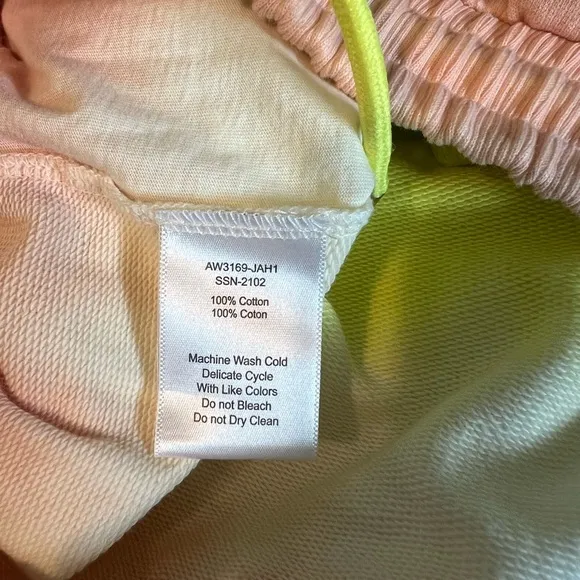 AW3169-JAH1
SSN-2102
100% Cotton
100% Coton
Machine Wash Cold
Delicate Cycle
With Like Colors
Do not Bleach
Do not Dry Clean